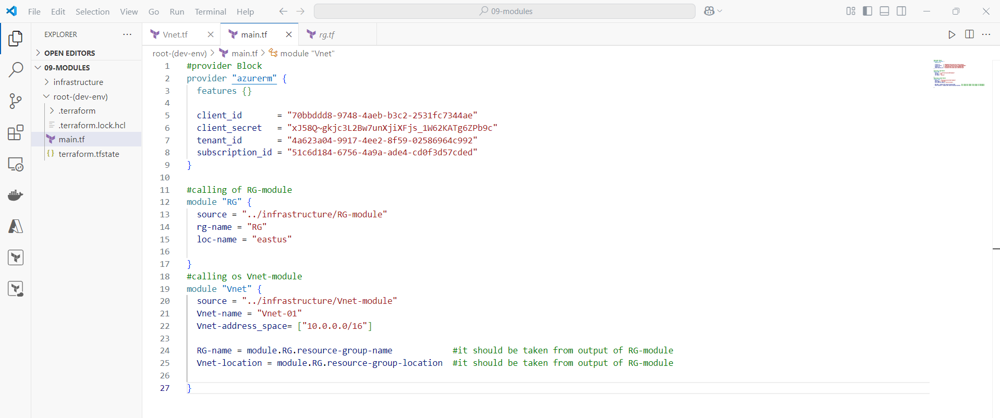 File Edit Selection View Go Run Terminal Help
09-modules
EXPLORER
OPEN EDITORS
09-MODULES
infrastructure
root-(dev-env)
.terraform
.terraform.lock.hcl
main.tf
terraform.tfstate
Vnet.tf
main.tf
rg.tf
root-(dev-env) > main.tf > module "Vnet"
1 #provider Block
2 provider "azurerm" {
3 features {}
4
5 client_id = "70bbddd8-9748-4aeb-b3c2-2531fc7344ae"
6 client_secret = "xJ58Q~gkjc3L2Bw7unXjiXFjs_1W62KATg6ZPb9c"
7 tenant_id = "4a623a04-9917-4ee2-8f59-02586964c992"
8 subscription_id = "51c6d184-6756-4a9a-ade4-cd0f3d57cded"
9 }
10
11 #calling of RG-module
12 module "RG" {
13 source = "../infrastructure/RG-module"
14 rg-name = "RG"
15 loc-name = "eastus"
16
17 }
18 #calling os Vnet-module
19 module "Vnet" {
20 source = "../infrastructure/Vnet-module"
21 Vnet-name = "Vnet-01"
22 Vnet-address_space= ["10.0.0.0/16"]
23
24 RG-name = module.RG.resource-group-name #it should be taken from output of RG-module
25 Vnet-location = module.RG.resource-group-location #it should be taken from output of RG-module
26
27 }